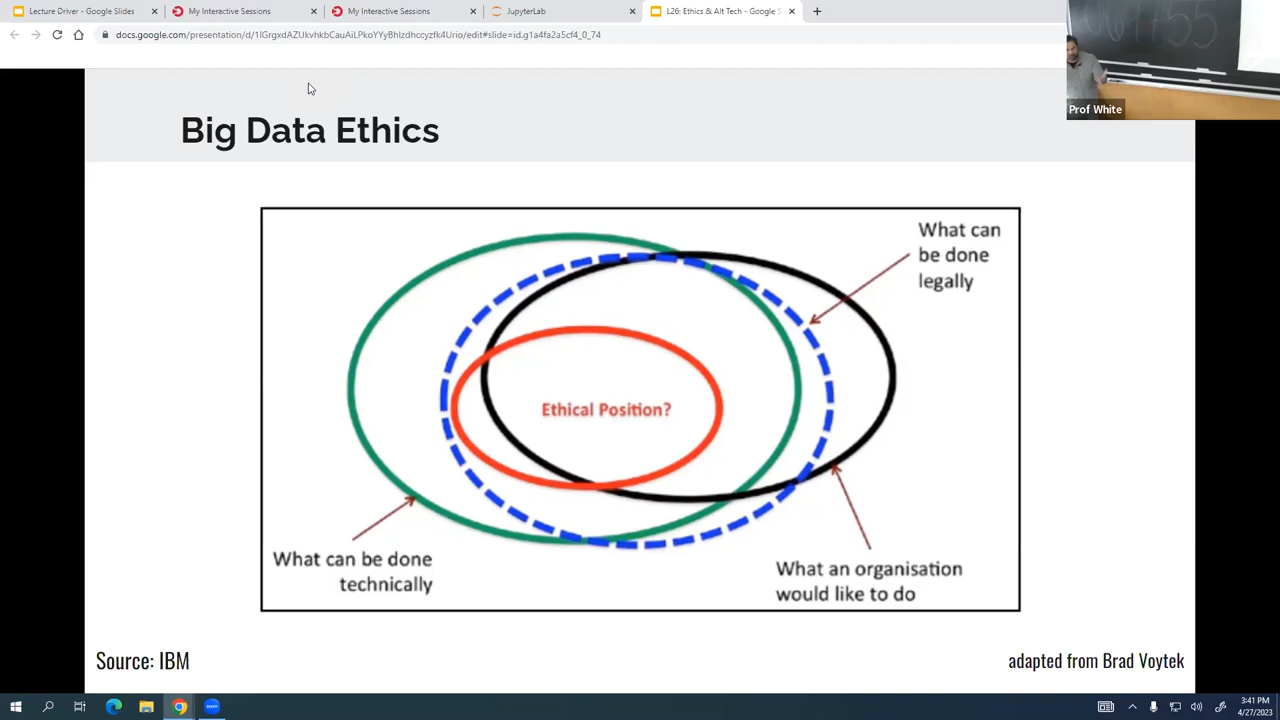 Lecture Driver - Google Slides
My Interactive Sessions
My Interactive Sessions
JupyterLab
L26: Ethics & Alt Tech - Google S
Prof White
Big Data Ethics
What can
be done
legally
Ethical Position?
What can be done
technically
What an organisation
would like to do
Source: IBM
adapted from Brad Voytek
3:41 PM
4/27/2023